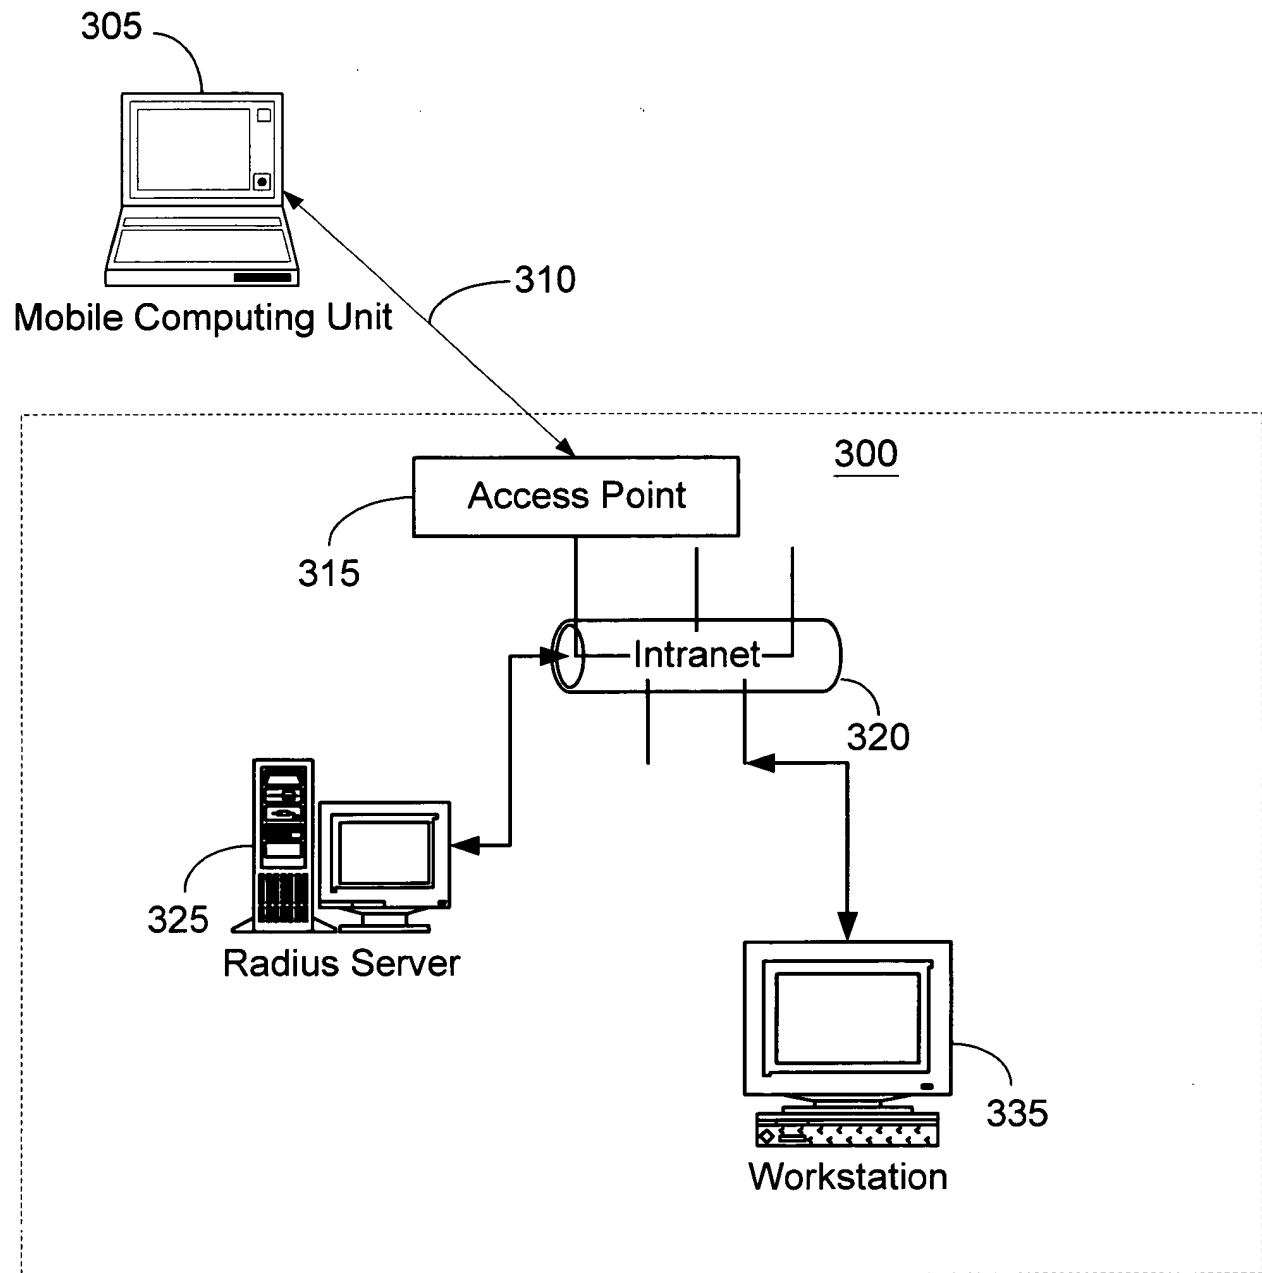 305
310
Mobile Computing Unit
300
Access Point
315
Intranet
320
325
Radius Server
335
Workstation